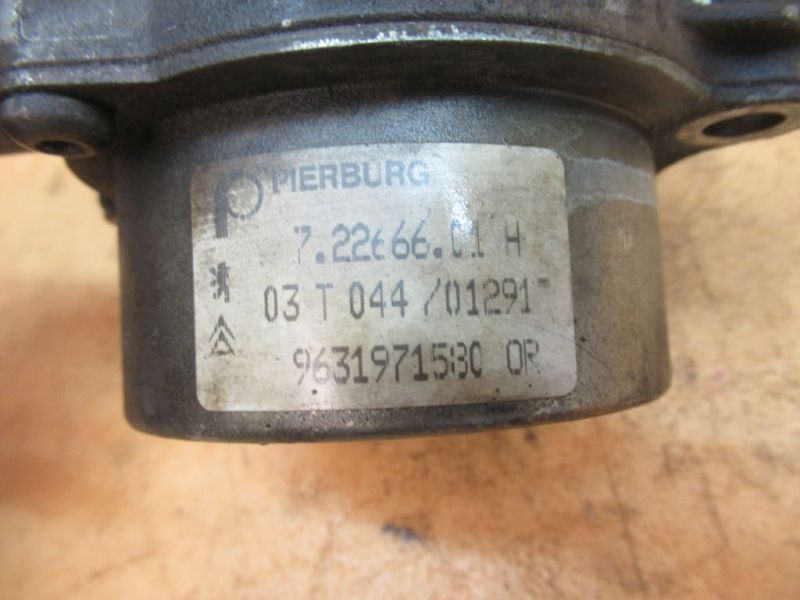 PIERBURG
7.22666.01 H
03 T 044 /01291
9631971580 OR